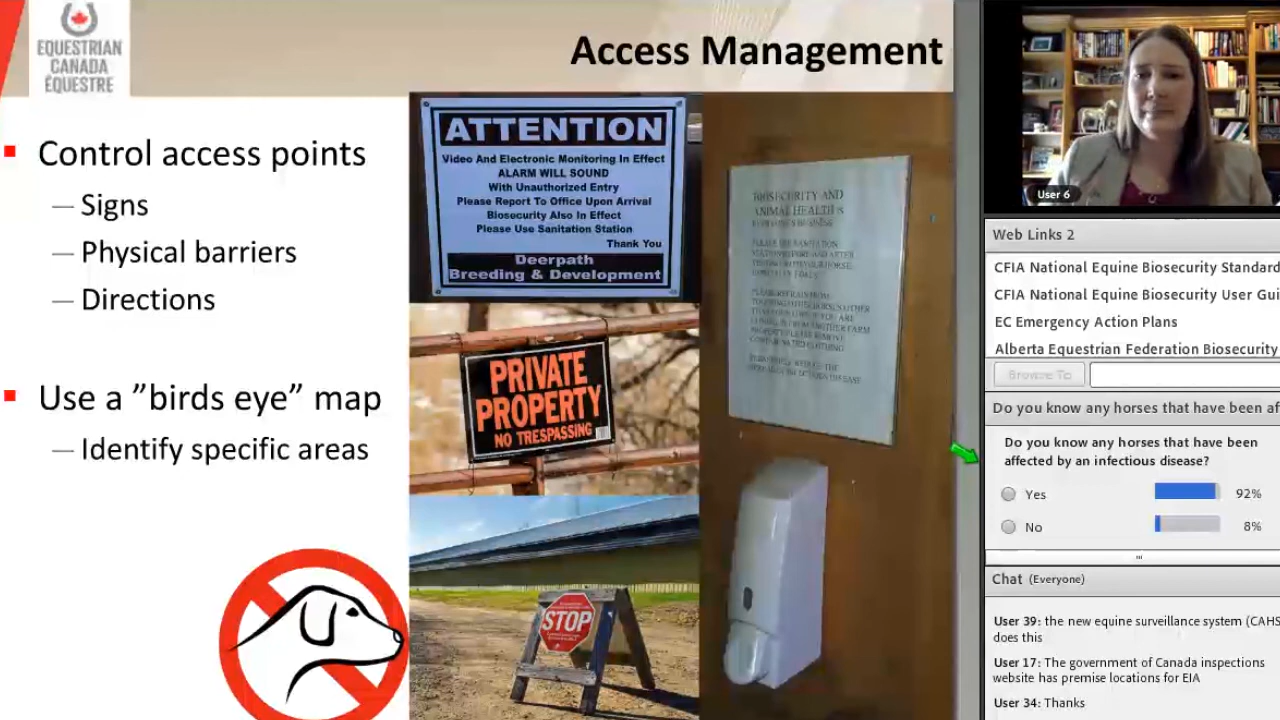 EQUESTRIAN
CANADA
ÉQUESTRE
Access Management
Control access points
— Signs
— Physical barriers
— Directions
Use a ”birds eye” map
— Identify specific areas
ATTENTION
Video And Electronic Monitoring In Effect
ALARM WILL SOUND
With Unauthorized Entry
Please Report To Office Upon Arrival
Biosecurity Also In Effect
Please Use Sanitation Station
Thank You
Deerpath
Breeding & Development
PRIVATE
PROPERTY
NO TRESPASSING
STOP
BIOSECURITY AND
ANIMAL HEALTH IS
User 6
Web Links 2
CFIA National Equine Biosecurity Standard
CFIA National Equine Biosecurity User Gui
EC Emergency Action Plans
Alberta Equestrian Federation Biosecurity
Browse To
Do you know any horses that have been af
Do you know any horses that have been
affected by an infectious disease?
Yes 92%
No 8%
Chat (Everyone)
User 39: the new equine surveillance system (CAHS
does this
User 17: The government of Canada inspections
website has premise locations for EIA
User 34: Thanks